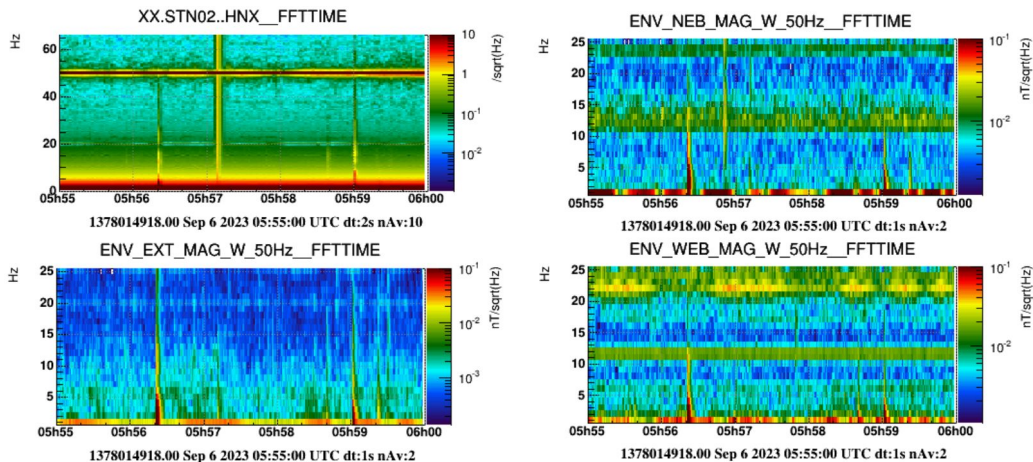 XX.STN02..HNX__FFTTIME
Hz
60
40
20
0
05h55 05h56 05h57 05h58 05h59 06h00
10
1
10⁻¹
10⁻²
/sqrt(Hz)
1378014918.00 Sep 6 2023 05:55:00 UTC dt:2s nAv:10
ENV_NEB_MAG_W_50Hz__FFTTIME
Hz
25
20
15
10
5
05h55 05h56 05h57 05h58 05h59 06h00
10⁻¹
10⁻²
nT/sqrt(Hz)
1378014918.00 Sep 6 2023 05:55:00 UTC dt:1s nAv:2
ENV_EXT_MAG_W_50Hz__FFTTIME
Hz
25
20
15
10
5
05h55 05h56 05h57 05h58 05h59 06h00
10⁻¹
10⁻²
10⁻³
nT/sqrt(Hz)
1378014918.00 Sep 6 2023 05:55:00 UTC dt:1s nAv:2
ENV_WEB_MAG_W_50Hz__FFTTIME
Hz
25
20
15
10
5
05h55 05h56 05h57 05h58 05h59 06h00
10⁻¹
10⁻²
nT/sqrt(Hz)
1378014918.00 Sep 6 2023 05:55:00 UTC dt:1s nAv:2